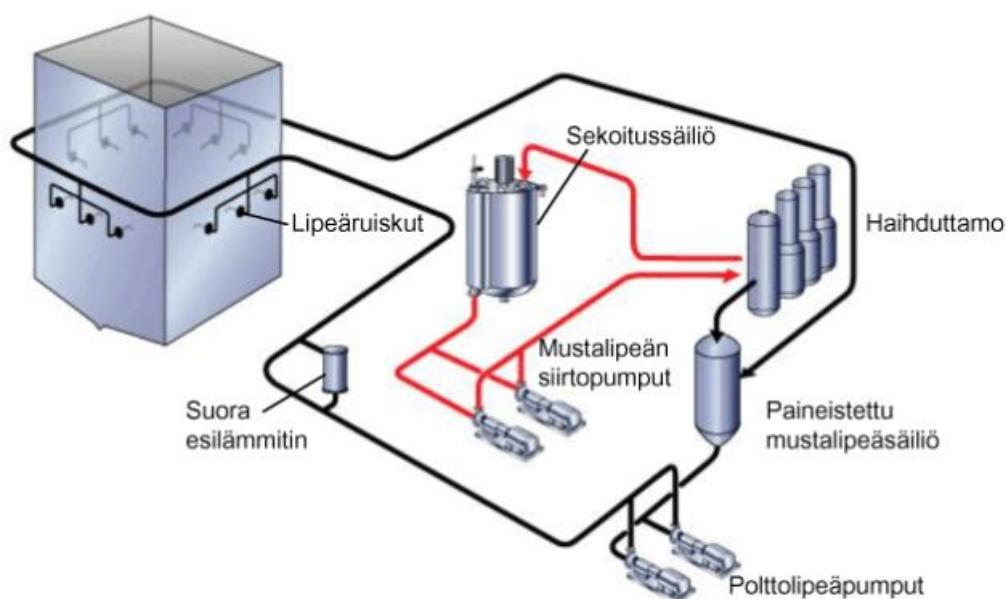 Sekoitussäiliö
Lipeäruiskut
Haihduttamo
Mustalipeän
siirtopumput
Suora
esilämmitin
Paineistettu
mustalipeäsäiliö
Polttolipeäpumput